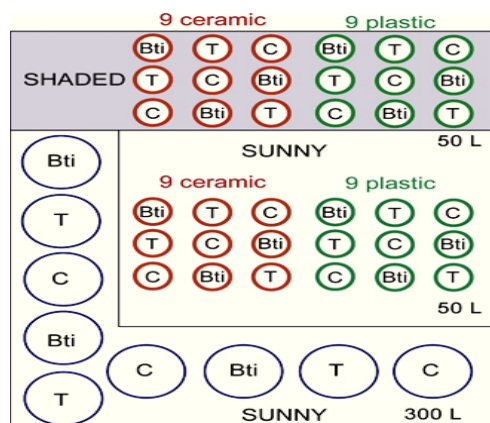 9 ceramic 9 plastic
Bti T C Bti T C
SHADED T C Bti T C Bti
C Bti T C Bti T
SUNNY 50 L
Bti
9 ceramic 9 plastic
Bti T C Bti T C
T
T C Bti T C Bti
C C Bti T C Bti T
50 L
Bti
C Bti T C
T
SUNNY 300 L